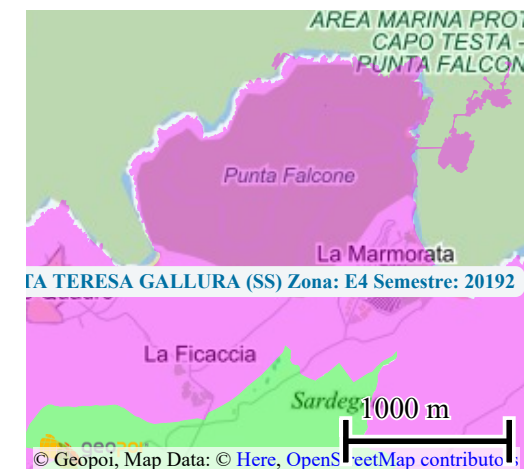 AREA MARINA PROT
CAPO TESTA -
PUNTA FALCON
Punta Falcone
La Marmorata
TA TERESA GALLURA (SS) Zona: E4 Semestre: 20192
La Ficaccia
Sardeg
1000 m
© Geopoi, Map Data: © Here, OpenStreetMap contributors